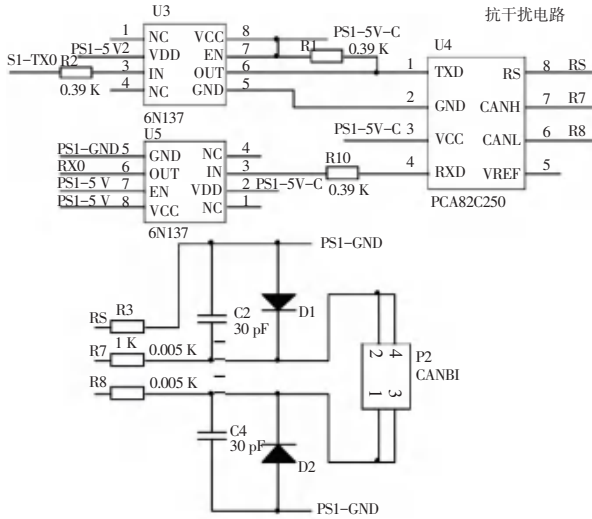 抗干扰电路
U3
1 NC VCC 8 PS1-5V-C
PS1-5 V 2 VDD EN 7 R1 0.39 K
S1-TX0 R2 3 IN OUT 6
0.39 K 4 NC GND 5
6N137
U4
1 TXD RS 8 RS
2 GND CANH 7 R7
PS1-5V-C 3 VCC CANL 6 R8
4 RXD VREF 5
PCA82C250
U5
PS1-GND 5 GND NC 4
RX0 6 OUT IN 3 R10
PS1-5 V 7 EN VDD 2 PS1-5V-C 0.39 K
PS1-5 V 8 VCC NC 1
6N137
PS1-GND
RS R3
1 K
R7 0.005 K
R8 0.005 K
C2
30 pF
D1
P2
CANBI
2 4
1 3
C4
30 pF
D2
PS1-GND